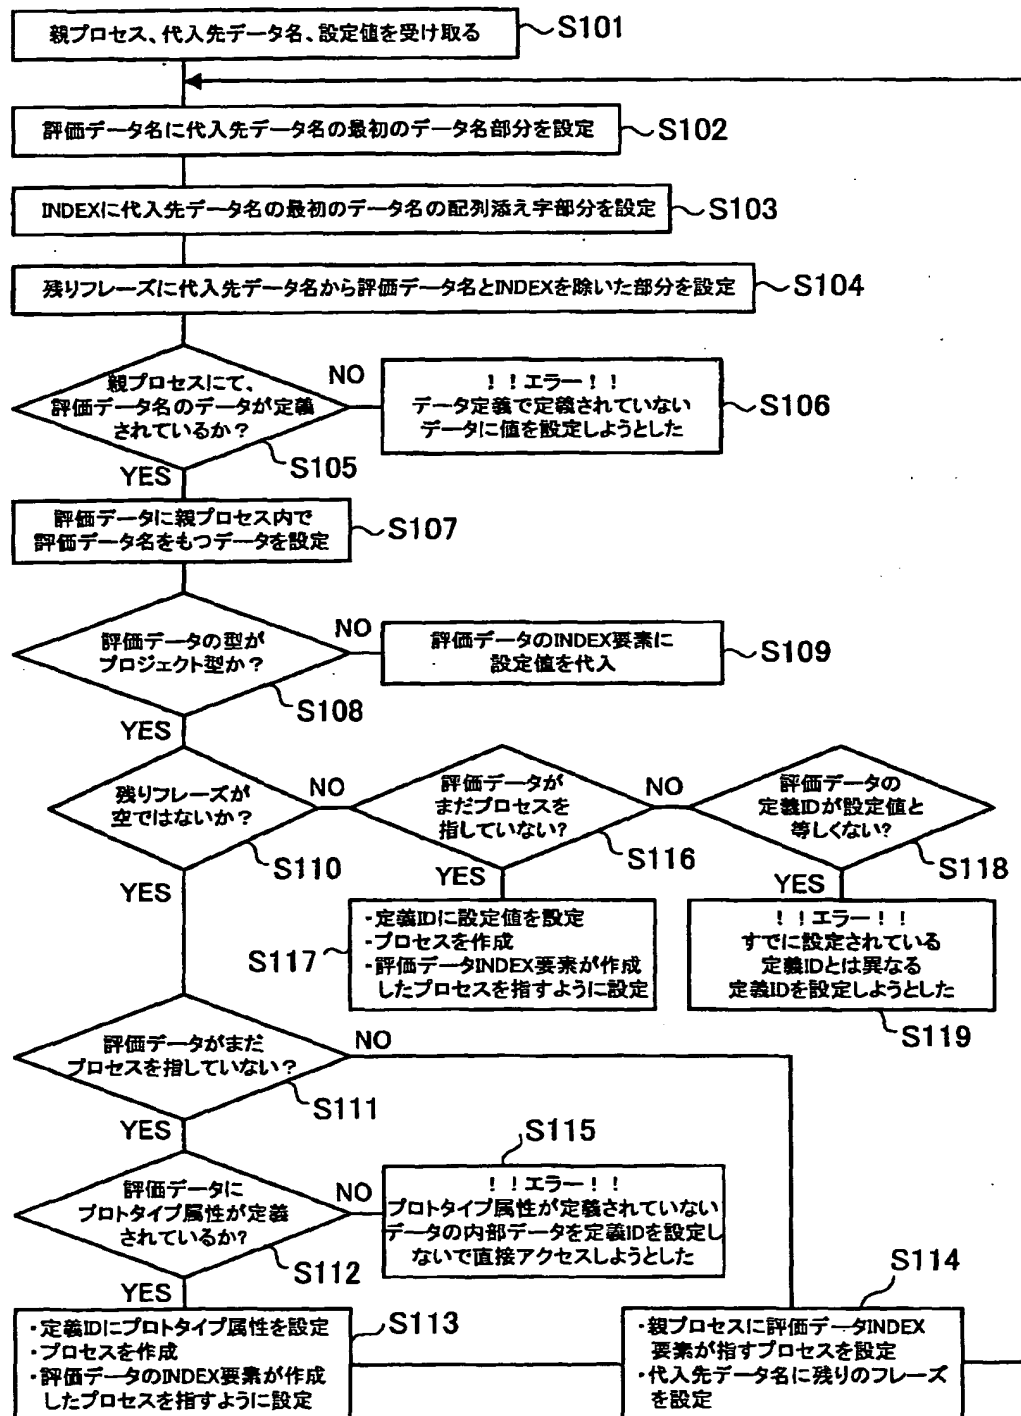 親プロセス、代入先データ名、設定値を受け取る
S101
評価データ名に代入先データ名の最初のデータ名部分を設定
S102
INDEXに代入先データ名の最初のデータ名の配列添え字部分を設定
S103
残りフレーズに代入先データ名から評価データ名とINDEXを除いた部分を設定
S104
親プロセスにて、
評価データ名のデータが定義
されているか？
S105
NO
！！エラー！！
データ定義で定義されていない
データに値を設定しようとした
S106
YES
評価データに親プロセス内で
評価データ名をもつデータを設定
S107
評価データの型が
プロジェクト型か？
S108
NO
評価データのINDEX要素に
設定値を代入
S109
YES
残りフレーズが
空ではないか？
S110
NO
評価データが
まだプロセスを
指していない？
S116
NO
評価データの
定義IDが設定値と
等しくない？
S118
YES
YES
YES
S117
・定義IDに設定値を設定
・プロセスを作成
・評価データINDEX要素が作成
したプロセスを指すように設定
！！エラー！！
すでに設定されている
定義IDとは異なる
定義IDを設定しようとした
S119
評価データがまだ
プロセスを指していない？
S111
NO
YES
評価データに
プロトタイプ属性が定義
されているか？
S112
NO
S115
！！エラー！！
プロトタイプ属性が定義されていない
データの内部データを定義IDを設定し
ないで直接アクセスしようとした
YES
・定義IDにプロトタイプ属性を設定
・プロセスを作成
・評価データのINDEX要素が作成
したプロセスを指すように設定
S113
S114
・親プロセスに評価データINDEX
要素が指すプロセスを設定
・代入先データ名に残りのフレーズ
を設定